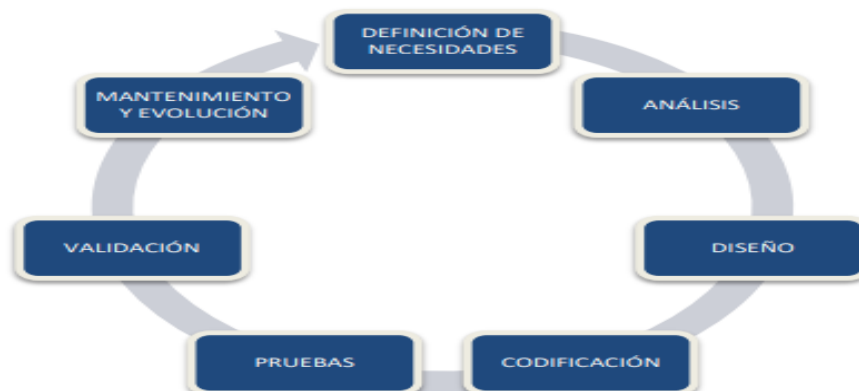 DEFINICIÓN DE
NECESIDADES
ANÁLISIS
DISEÑO
CODIFICACIÓN
PRUEBAS
VALIDACIÓN
MANTENIMIENTO
Y EVOLUCIÓN